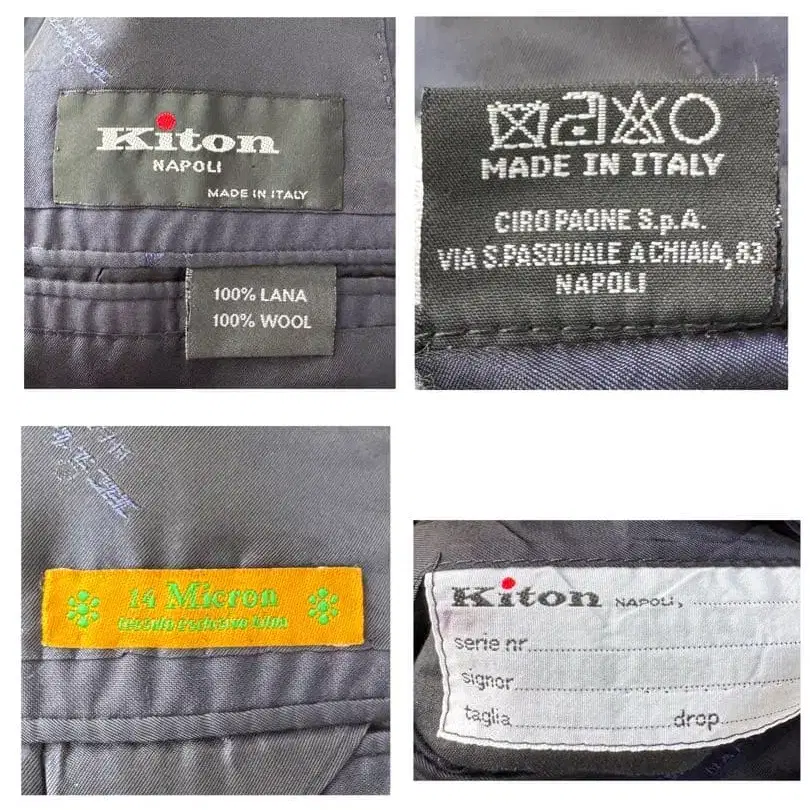 Kiton
NAPOLI
MADE IN ITALY
100% LANA
100% WOOL
MADE IN ITALY
CIRO PAONE S.p.A.
VIA S.PASQUALE A CHIAIA, 83
NAPOLI
14 Micron
Kiton NAPOLI,
serie nr
signor
taglia drop